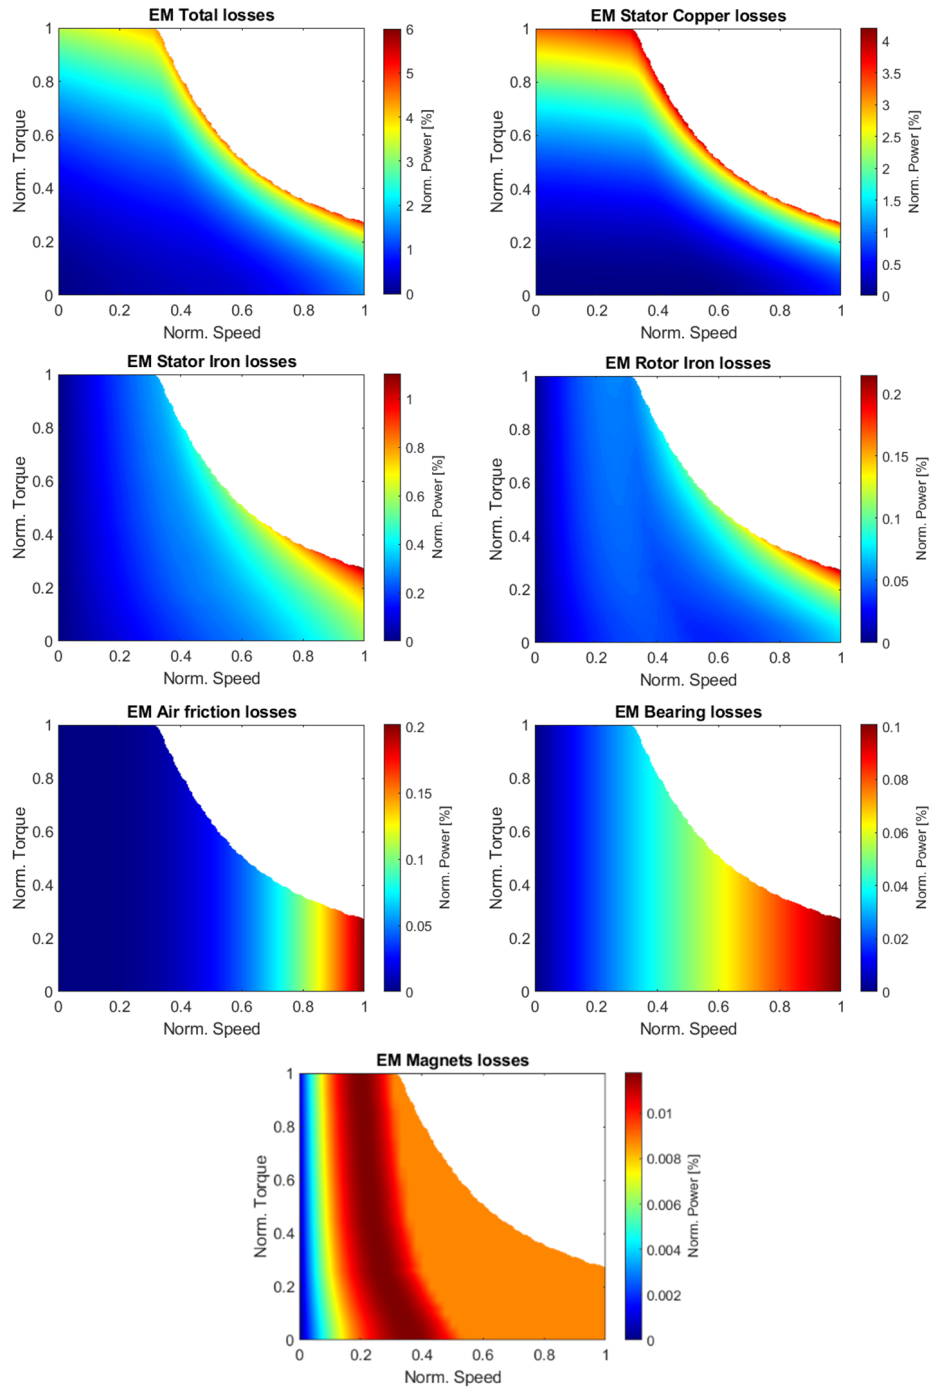 EM Total losses
1
0.8
0.6
0.4
0.2
0
Norm. Torque
0 0.2 0.4 0.6 0.8 1
Norm. Speed
6
5
4
3
2
1
0
Norm. Power [%]
EM Stator Copper losses
1
0.8
0.6
0.4
0.2
0
Norm. Torque
0 0.2 0.4 0.6 0.8 1
Norm. Speed
4
3.5
3
2.5
2
1.5
1
0.5
0
Norm. Power [%]
EM Stator Iron losses
1
0.8
0.6
0.4
0.2
0
Norm. Torque
0 0.2 0.4 0.6 0.8 1
Norm. Speed
1
0.8
0.6
0.4
0.2
0
Norm. Power [%]
EM Rotor Iron losses
1
0.8
0.6
0.4
0.2
0
Norm. Torque
0 0.2 0.4 0.6 0.8 1
Norm. Speed
0.2
0.15
0.1
0.05
0
Norm. Power [%]
EM Air friction losses
1
0.8
0.6
0.4
0.2
0
Norm. Torque
0 0.2 0.4 0.6 0.8 1
Norm. Speed
0.2
0.15
0.1
0.05
0
Norm. Power [%]
EM Bearing losses
1
0.8
0.6
0.4
0.2
0
Norm. Torque
0 0.2 0.4 0.6 0.8 1
Norm. Speed
0.1
0.08
0.06
0.04
0.02
0
Norm. Power [%]
EM Magnets losses
1
0.8
0.6
0.4
0.2
0
Norm. Torque
0 0.2 0.4 0.6 0.8 1
Norm. Speed
0.01
0.008
0.006
0.004
0.002
0
Norm. Power [%]